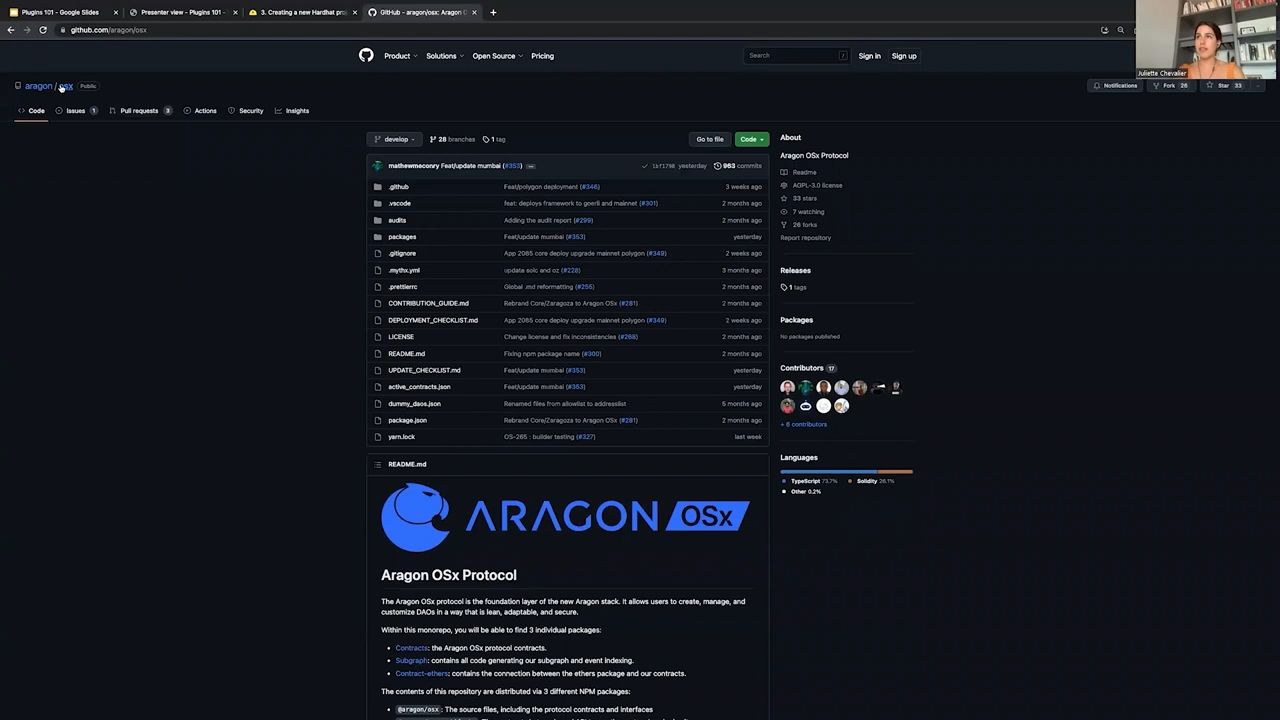 Plugins 101 - Google Slides
Presenter view - Plugins 101 -
3. Creating a new Hardhat pro
GitHub - aragon/osx: Aragon O
github.com/aragon/osx
Juliette Chevalier
Product
Solutions
Open Source
Pricing
Search
/
Sign in
Sign up
aragon / osx
Public
Notifications
Fork 26
Star 33
Code
Issues 1
Pull requests 3
Actions
Security
Insights
develop
28 branches
1 tag
Go to file
Code
mathewmeconry Feat/update mumbai (#353)
1bf1798 yesterday
963 commits
.github Feat/polygon deployment (#346) 3 weeks ago
.vscode feat: deploys framework to goerli and mainnet (#301) 2 months ago
audits Adding the audit report (#299) 2 months ago
packages Feat/update mumbai (#353) yesterday
.gitignore App 2085 core deploy upgrade mainnet polygon (#349) 2 weeks ago
.mythx.yml updata solc and oz (#228) 3 months ago
.prettierrc Global .md reformatting (#255) 2 months ago
CONTRIBUTION_GUIDE.md Rebrand Core/Zaragoza to Aragon OSx (#281) 2 months ago
DEPLOYMENT_CHECKLIST.md App 2085 core deploy upgrade mainnet polygon (#349) 2 weeks ago
LICENSE Change license and fix inconsistencies (#268) 2 months ago
README.md Fixing npm package name (#300) 2 months ago
UPDATE_CHECKLIST.md Feat/update mumbai (#353) yesterday
active_contracts.json Feat/update mumbai (#353) yesterday
dummy_daos.json Renamed files from allowlist to addresslist 5 months ago
package.json Rebrand Core/Zaragoza to Aragon OSx (#281) 2 months ago
yarn.lock OS-265 : builder testing (#327) last week
README.md
ARAGON OSx
Aragon OSx Protocol
The Aragon OSx protocol is the foundation layer of the new Aragon stack. It allows users to create, manage, and
customize DAOs in a way that is lean, adaptable, and secure.
Within this monorepo, you will be able to find 3 individual packages:
Contracts: the Aragon OSx protocol contracts.
Subgraph: contains all code generating our subgraph and event indexing.
Contract-ethers: contains the connection between the ethers package and our contracts.
The contents of this repository are distributed via 3 different NPM packages:
@aragon/osx: The source files, including the protocol contracts and interfaces
About
Aragon OSx Protocol
Readme
AGPL-3.0 license
33 stars
7 watching
26 forks
Report repository
Releases
1 tags
Packages
No packages published
Contributors 17
+ 6 contributors
Languages
TypeScript 73.7%
Solidity 26.1%
Other 0.2%